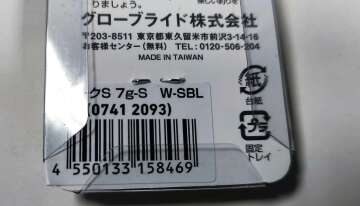 りましょう。
グローブライド株式会社
〒203-8511 東京都東久留米市前沢3-14-16
お客様センター(無料) TEL:0120-506-204
MADE IN TAIWAN
クS 7g-S W-SBL
(0741 2093)
4 550133 158469
紙
台紙
プラ
固定
トレイ